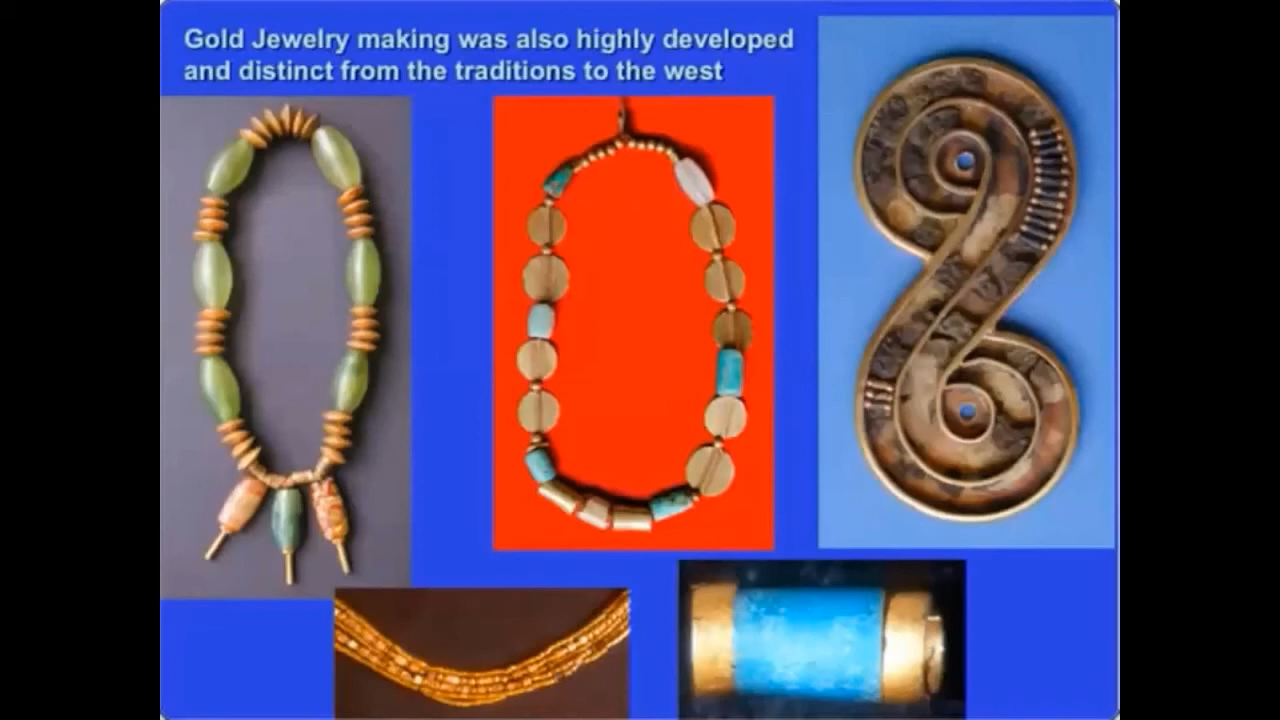 Gold Jewelry making was also highly developed
and distinct from the traditions to the west